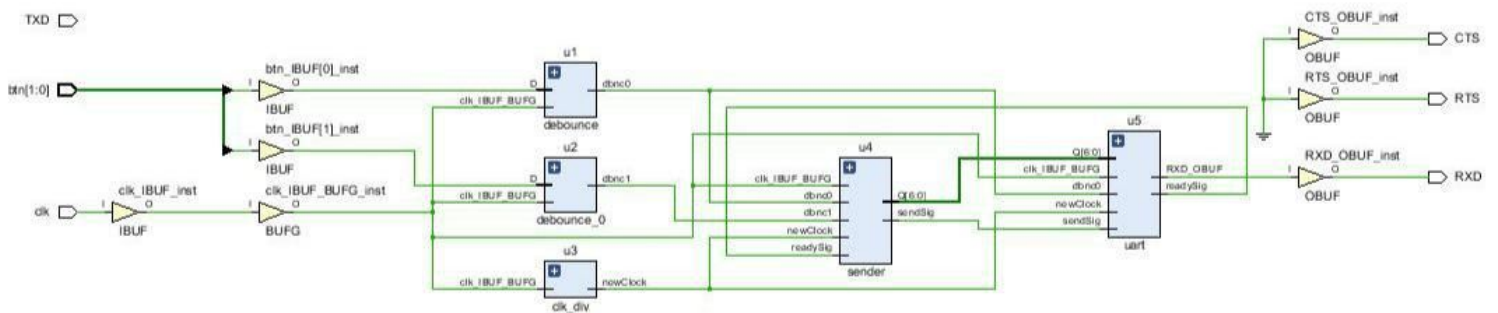 TXD
btn[1:0]
clk
btn_IBUF[0]_inst
I
O
IBUF
btn_IBUF[1]_inst
I
O
IBUF
clk_IBUF_inst
I
O
IBUF
clk_IBUF_BUFG_inst
I
O
BUFG
u1
D
clk_IBUF_BUFG
dbnc0
debounce
u2
D
clk_IBUF_BUFG
dbnc1
debounce_0
u3
clk_IBUF_BUFG
newClock
clk_div
u4
clk_IBUF_BUFG
dbnc0
dbnc1
newClock
readySig
Q[6:0]
sendSig
sender
u5
Q[6:0]
clk_IBUF_BUFG
dbnc0
newClock
sendSig
RXD_OBUF
readySig
uart
CTS_OBUF_inst
I
O
OBUF
CTS
RTS_OBUF_inst
I
O
OBUF
RTS
RXD_OBUF_inst
I
O
OBUF
RXD